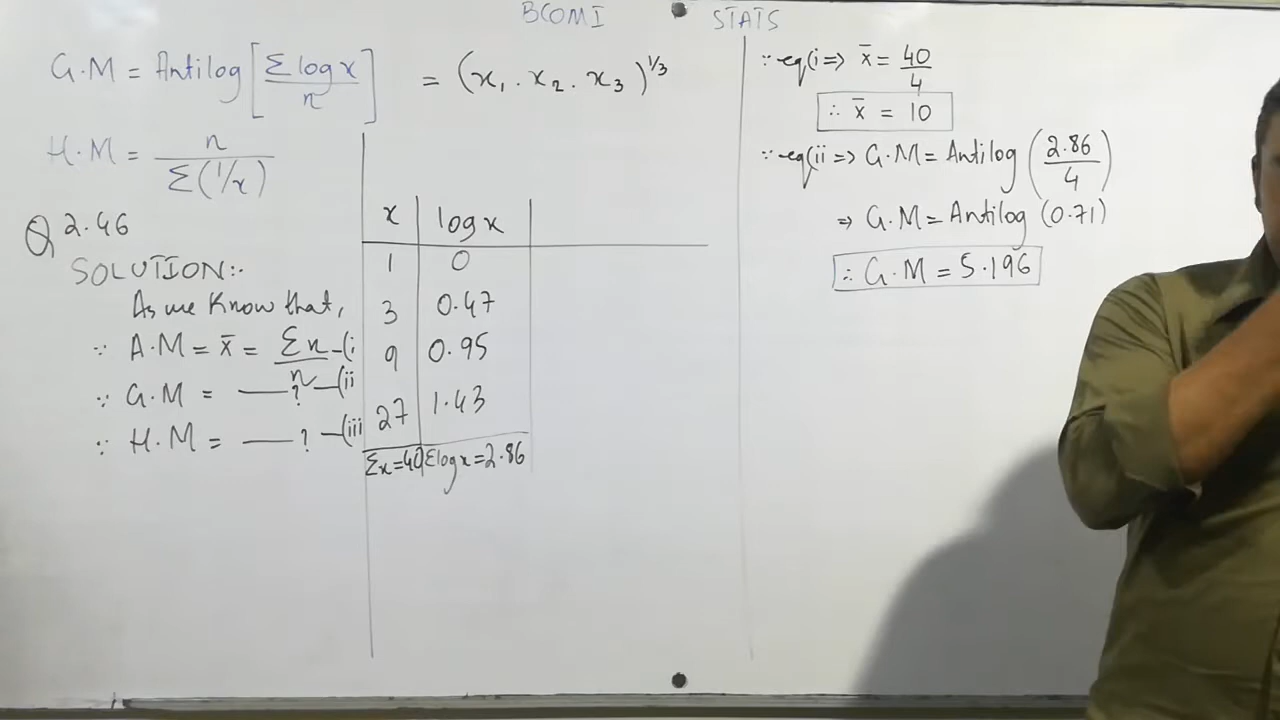 BCOM I STATS
G.M = Antilog [Σ log x / n] = (x₁ . x₂ . x₃)^1/3
H.M = n / Σ(1/x)
Q 2.46
SOLUTION:-
As we Know that,
∵ A.M = x̄ = Σx / n —(i
∵ G.M = —— ? —(ii
∵ H.M = —— ? —(iii
x log x
1 0
3 0.47
9 0.95
27 1.43
Σx=40 Σlogx=2.86
∵ eq(i => x̄ = 40 / 4
∴ x̄ = 10
∵ eq(ii => G.M = Antilog (2.86 / 4)
=> G.M = Antilog (0.71)
∴ G.M = 5.196